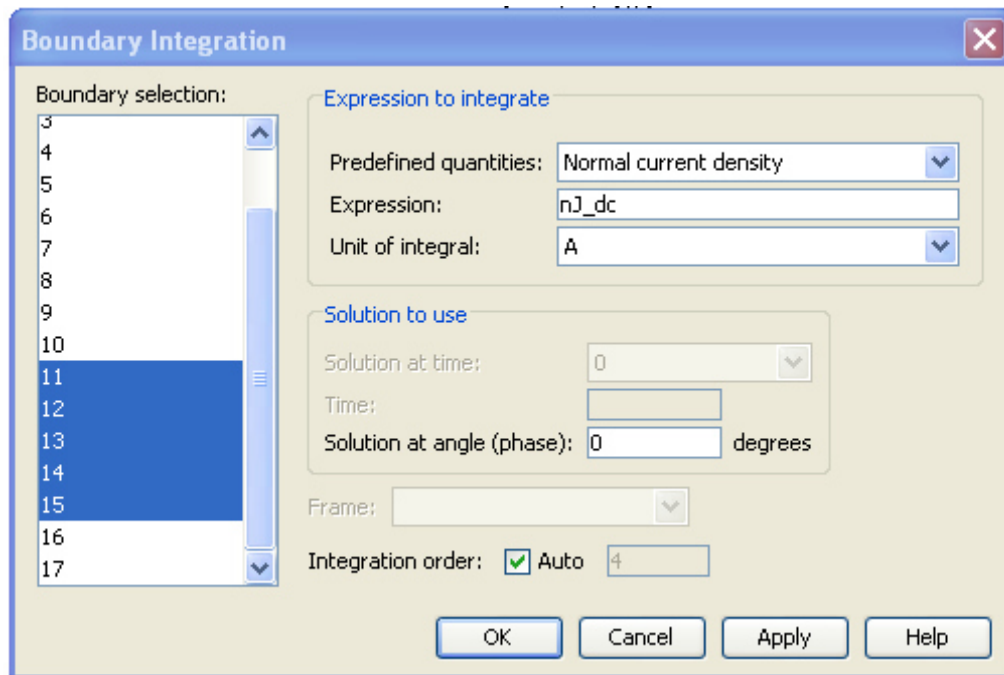 Boundary Integration
Boundary selection:
3
4
5
6
7
8
9
10
11
12
13
14
15
16
17
Expression to integrate
Predefined quantities: Normal current density
Expression: nJ_dc
Unit of integral: A
Solution to use
Solution at time: 0
Time:
Solution at angle (phase): 0 degrees
Frame:
Integration order: Auto 4
OK Cancel Apply Help